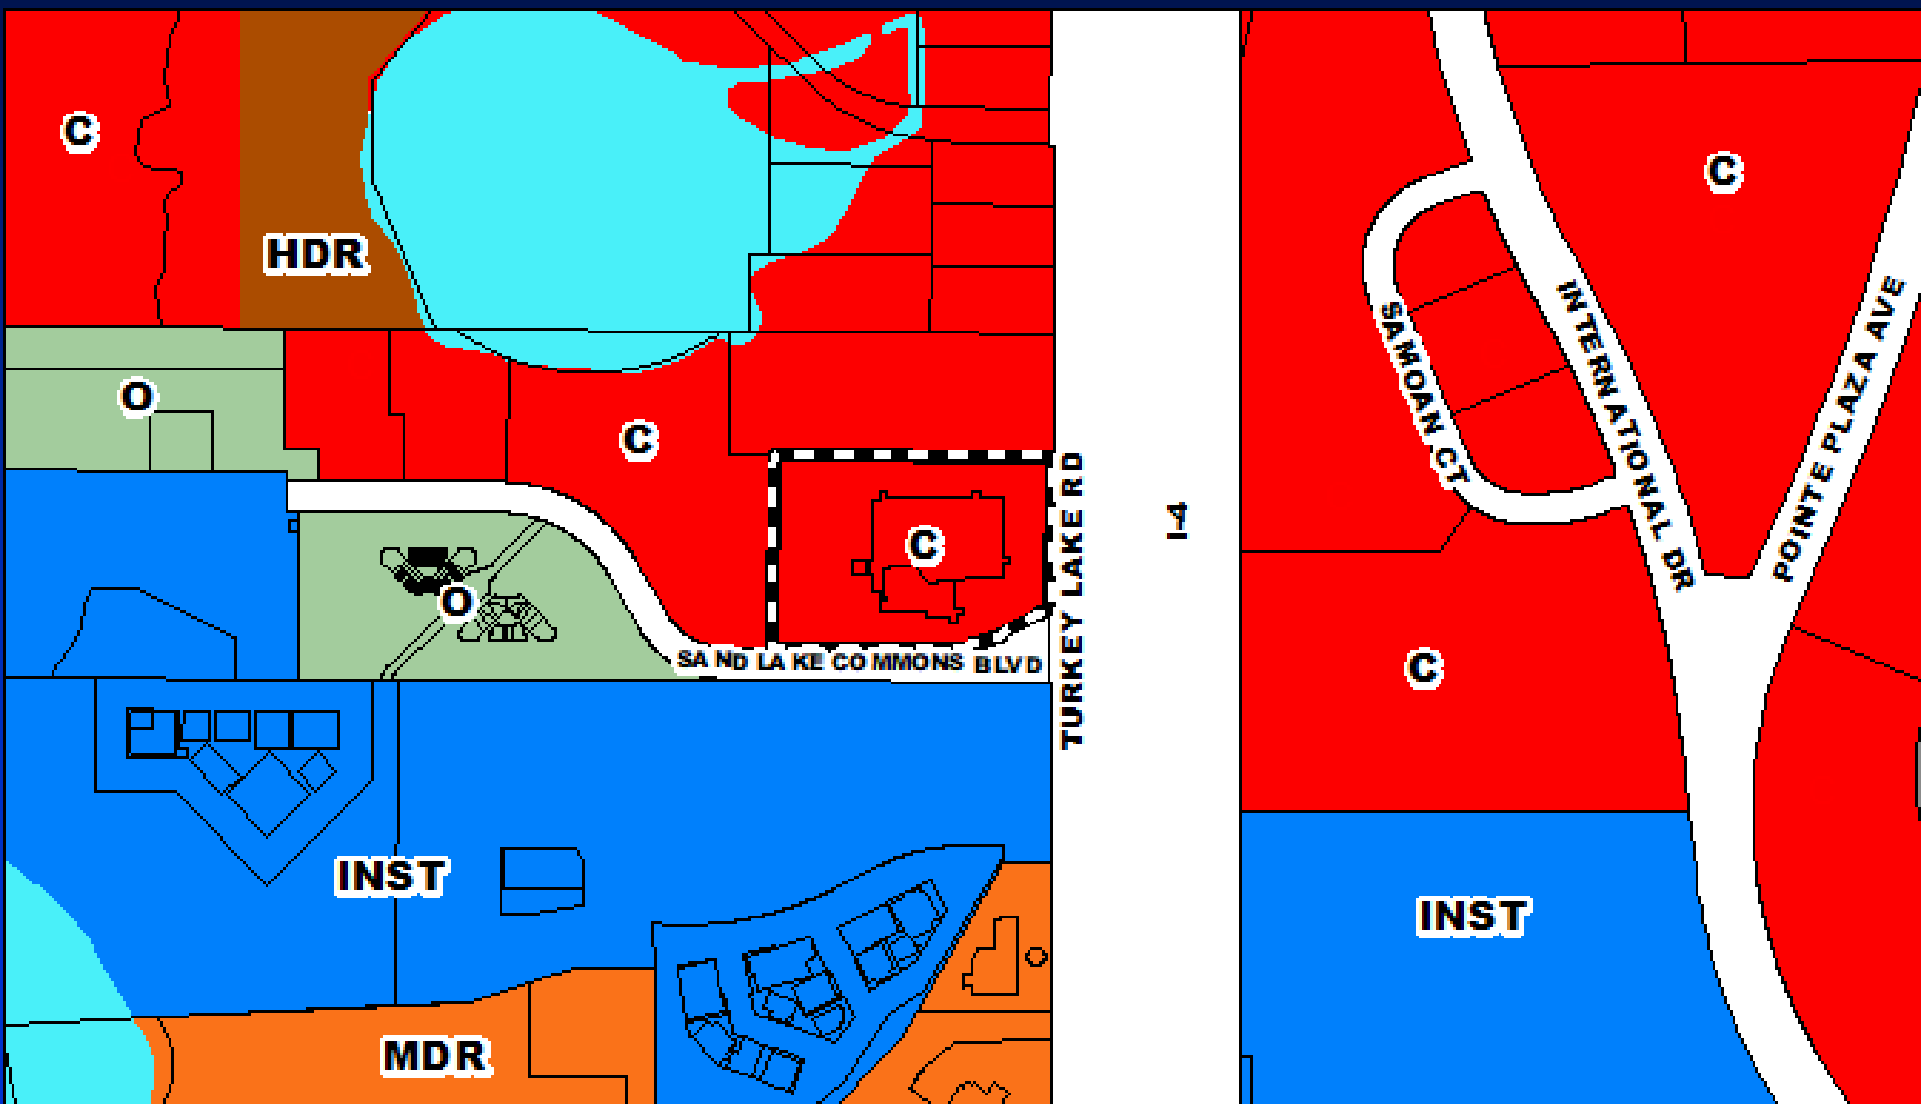 C
C
HDR
O
C
INTERNATIONAL DR
SAMOAN CT
POINTE PLAZA AVE
I-4
C
TURKEY LAKE RD
O
SAND LAKE COMMONS BLVD
C
INST
INST
MDR